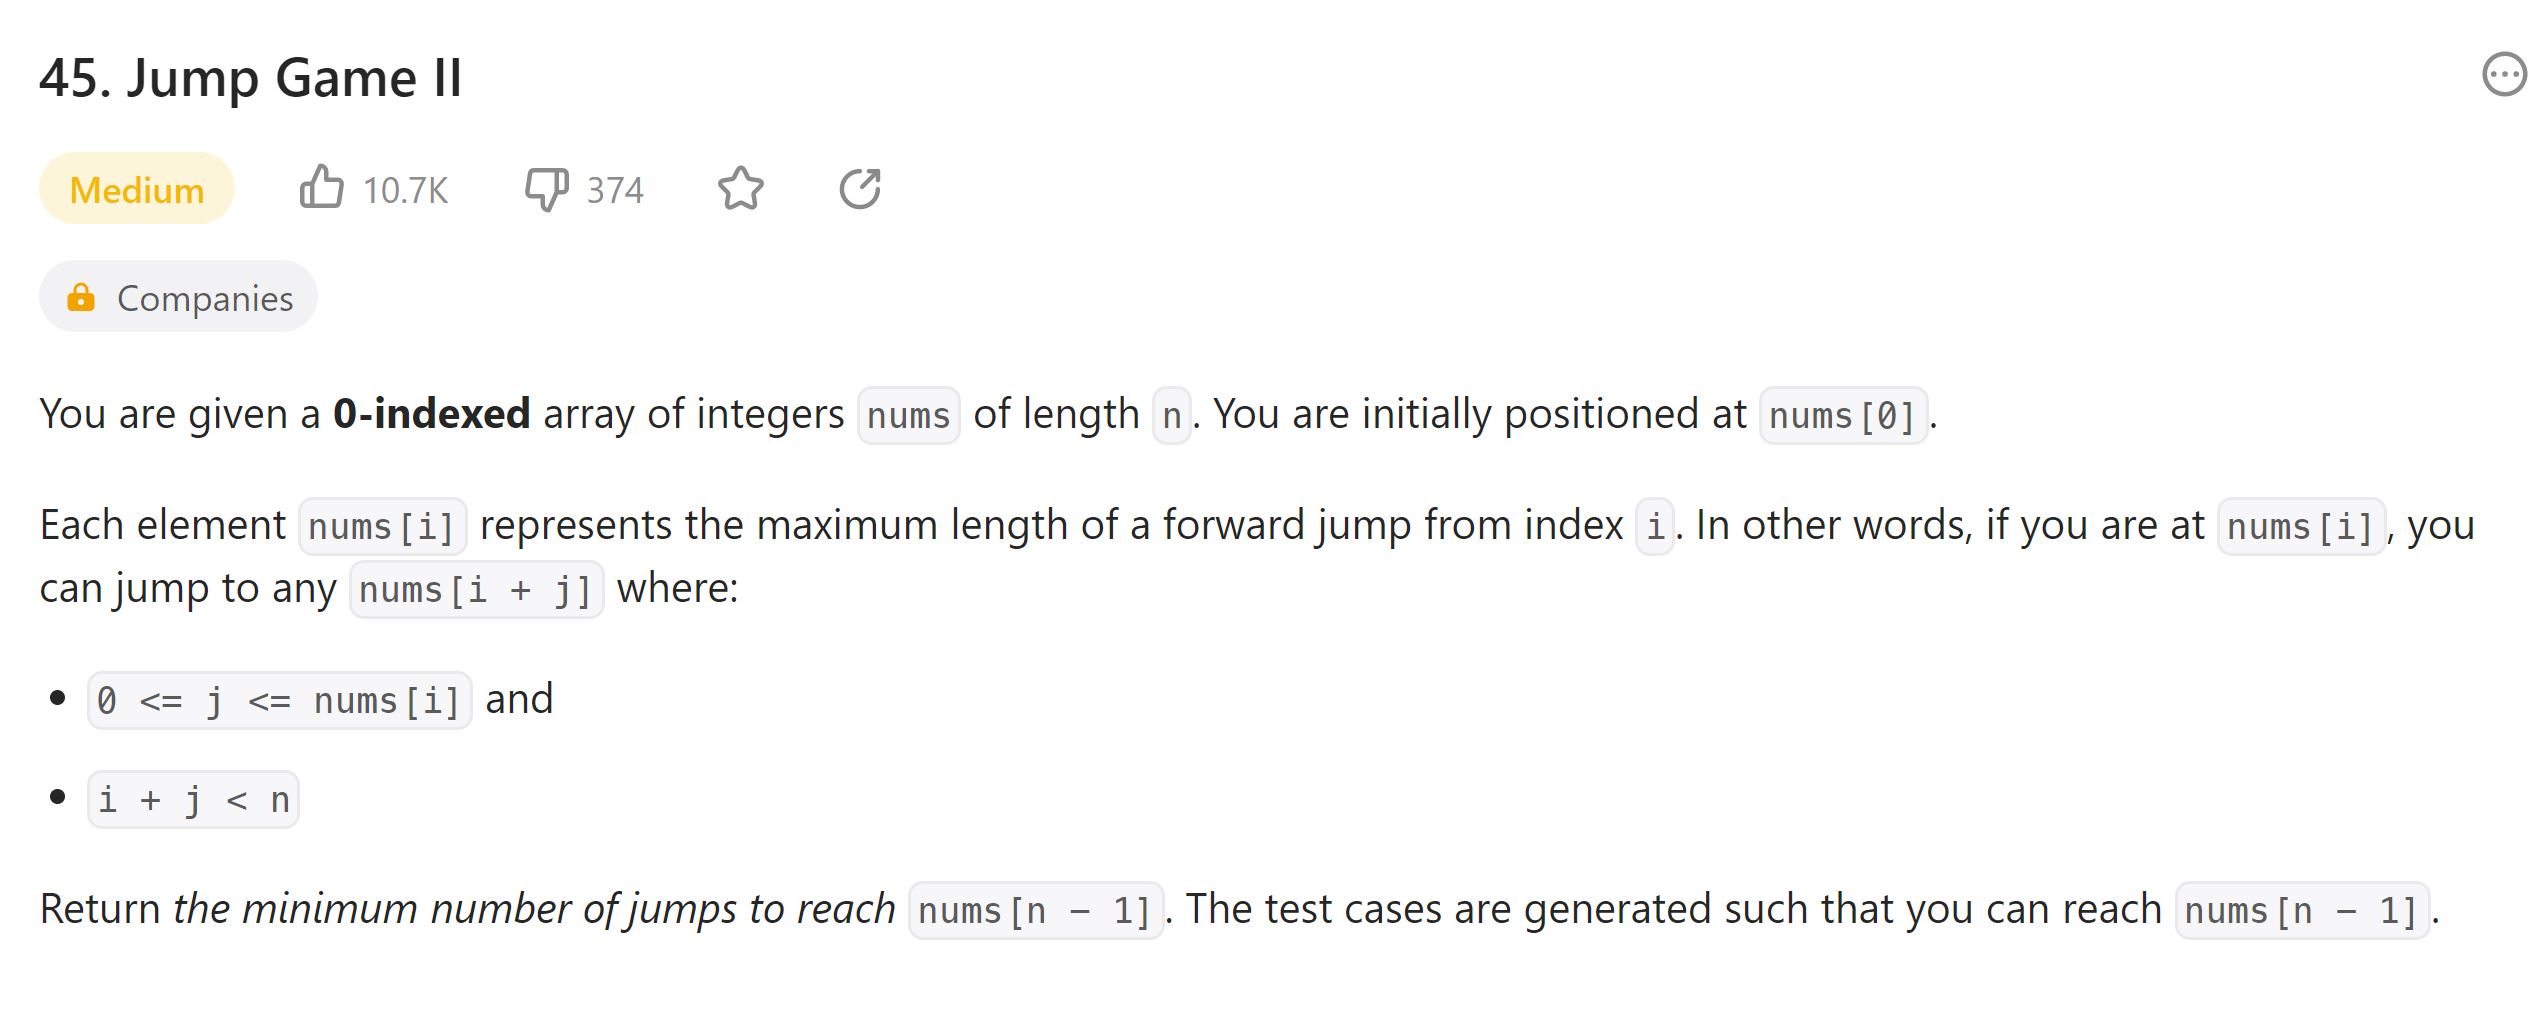 45. Jump Game II
Medium 10.7K 374
Companies
You are given a 0-indexed array of integers nums of length n. You are initially positioned at nums[0].
Each element nums[i] represents the maximum length of a forward jump from index i. In other words, if you are at nums[i], you
can jump to any nums[i + j] where:
• 0 <= j <= nums[i] and
• i + j < n
Return the minimum number of jumps to reach nums[n - 1]. The test cases are generated such that you can reach nums[n - 1].